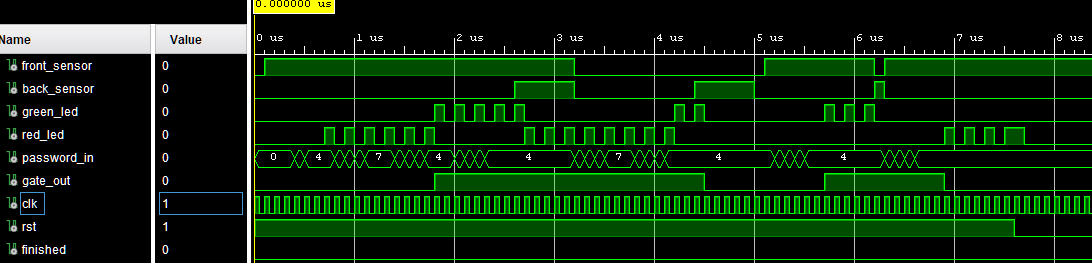 0.000000 us
Name Value
0 us 1 us 2 us 3 us 4 us 5 us 6 us 7 us 8 us
front_sensor 0
back_sensor 0
green_led 0
red_led 0
password_in 0 0 4 7 4 4 7 4 4
gate_out 0
clk 1
rst 1
finished 0